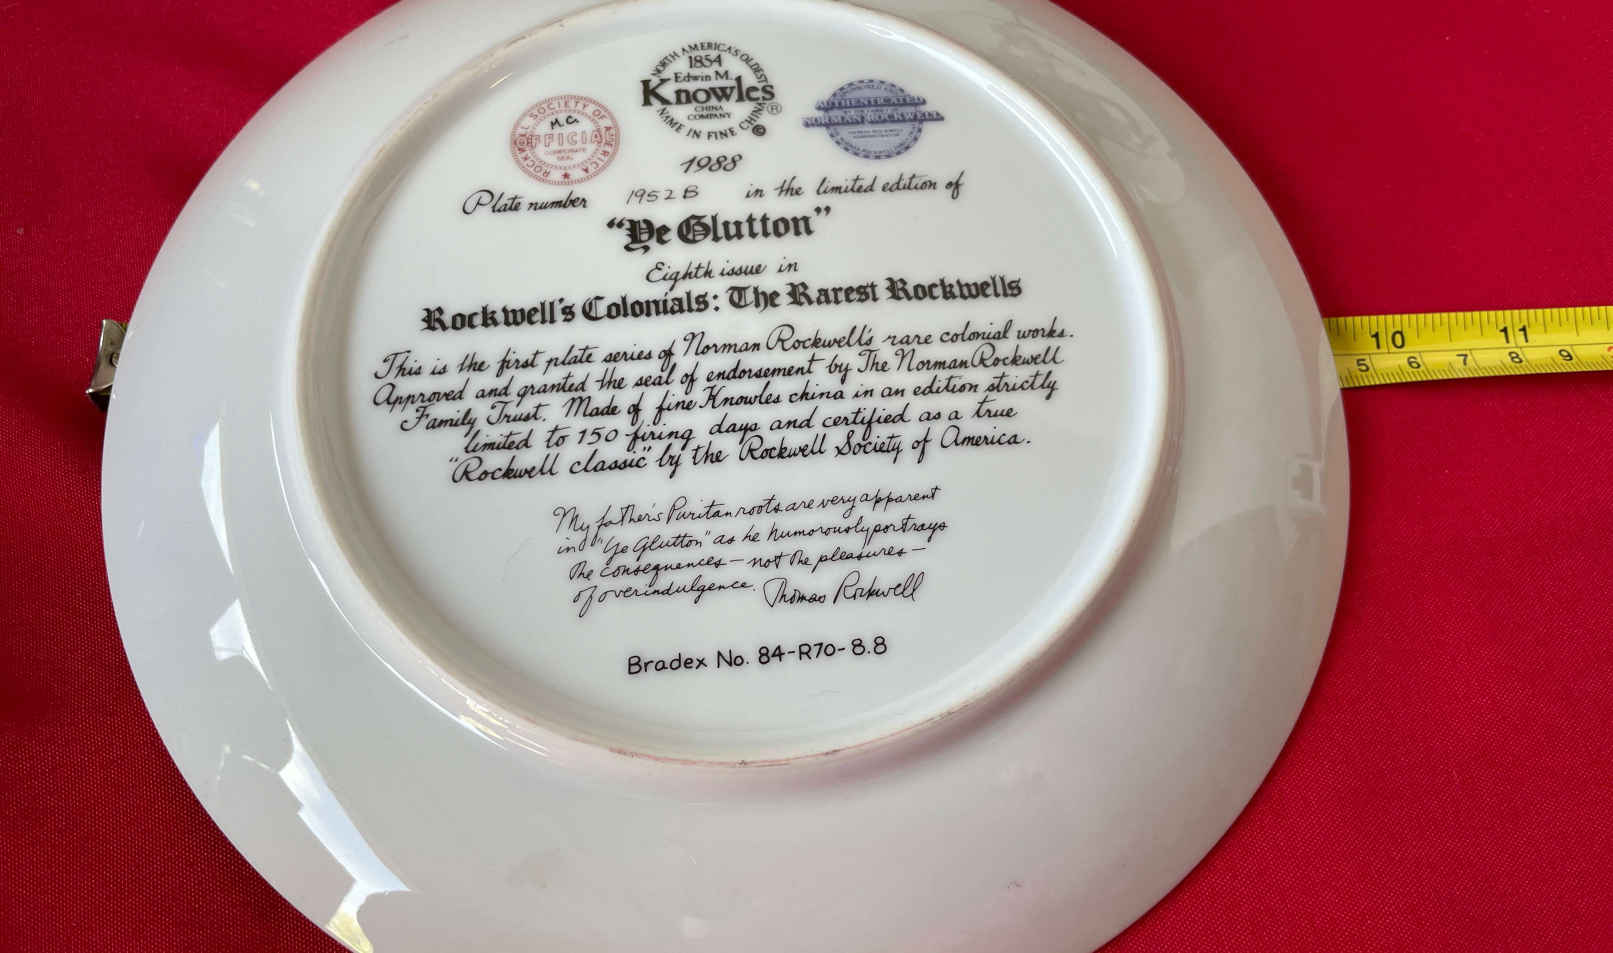 NORTH AMERICA'S OLDEST
1854
Edwin M.
Knowles
CHINA
COMPANY
NAME IN FINE CHINA
®
©
ROCKWELL SOCIETY OF AMERICA
M.C.
OFFICIAL
CORPORATE
SEAL
AUTHENTICATED
NORMAN ROCKWELL
1988
Plate number 1952B in the limited edition of
"Ye Glutton"
Eighth issue in
Rockwell's Colonials: The Rarest Rockwells
This is the first plate series of Norman Rockwell's rare colonial works.
Approved and granted the seal of endorsement by The Norman Rockwell
Family Trust. Made of fine Knowles china in an edition strictly
limited to 150 firing days and certified as a true
"Rockwell classic" by the Rockwell Society of America.
My father's Puritan roots are very apparent
in "Ye Glutton" as he humorously portrays
the consequences — not the pleasures —
of overindulgence. Thomas Rockwell
Bradex No. 84-R70-8.8
10 11
5 6 7 8 9